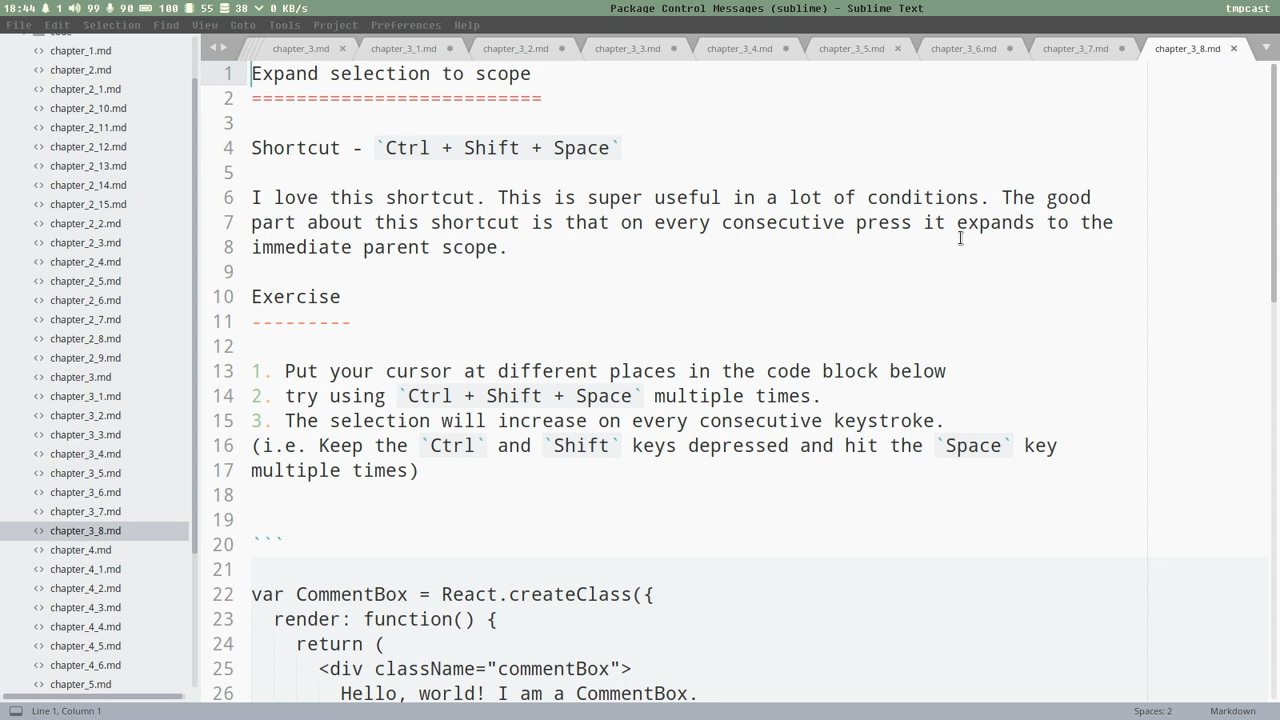 18:44 1 99 90 100 55 38 0 KB/s
Package Control Messages (sublime) - Sublime Text
tmpcast
File Edit Selection Find View Goto Tools Project Preferences Help
chapter_3.md chapter_3_1.md chapter_3_2.md chapter_3_3.md chapter_3_4.md chapter_3_5.md chapter_3_6.md chapter_3_7.md chapter_3_8.md
code
chapter_1.md
chapter_2.md
chapter_2_1.md
chapter_2_10.md
chapter_2_11.md
chapter_2_12.md
chapter_2_13.md
chapter_2_14.md
chapter_2_15.md
chapter_2_2.md
chapter_2_3.md
chapter_2_4.md
chapter_2_5.md
chapter_2_6.md
chapter_2_7.md
chapter_2_8.md
chapter_2_9.md
chapter_3.md
chapter_3_1.md
chapter_3_2.md
chapter_3_3.md
chapter_3_4.md
chapter_3_5.md
chapter_3_6.md
chapter_3_7.md
chapter_3_8.md
chapter_4.md
chapter_4_1.md
chapter_4_2.md
chapter_4_3.md
chapter_4_4.md
chapter_4_5.md
chapter_4_6.md
chapter_5.md
1 Expand selection to scope
2 ==========================
3
4 Shortcut - `Ctrl + Shift + Space`
5
6 I love this shortcut. This is super useful in a lot of conditions. The good
7 part about this shortcut is that on every consecutive press it expands to the
8 immediate parent scope.
9
10 Exercise
11 ---------
12
13 1. Put your cursor at different places in the code block below
14 2. try using `Ctrl + Shift + Space` multiple times.
15 3. The selection will increase on every consecutive keystroke.
16 (i.e. Keep the `Ctrl` and `Shift` keys depressed and hit the `Space` key
17 multiple times)
18
19
20 ```
21
22 var CommentBox = React.createClass({
23 render: function() {
24 return (
25 <div className="commentBox">
26 Hello, world! I am a CommentBox.
Line 1, Column 1
Spaces: 2
Markdown